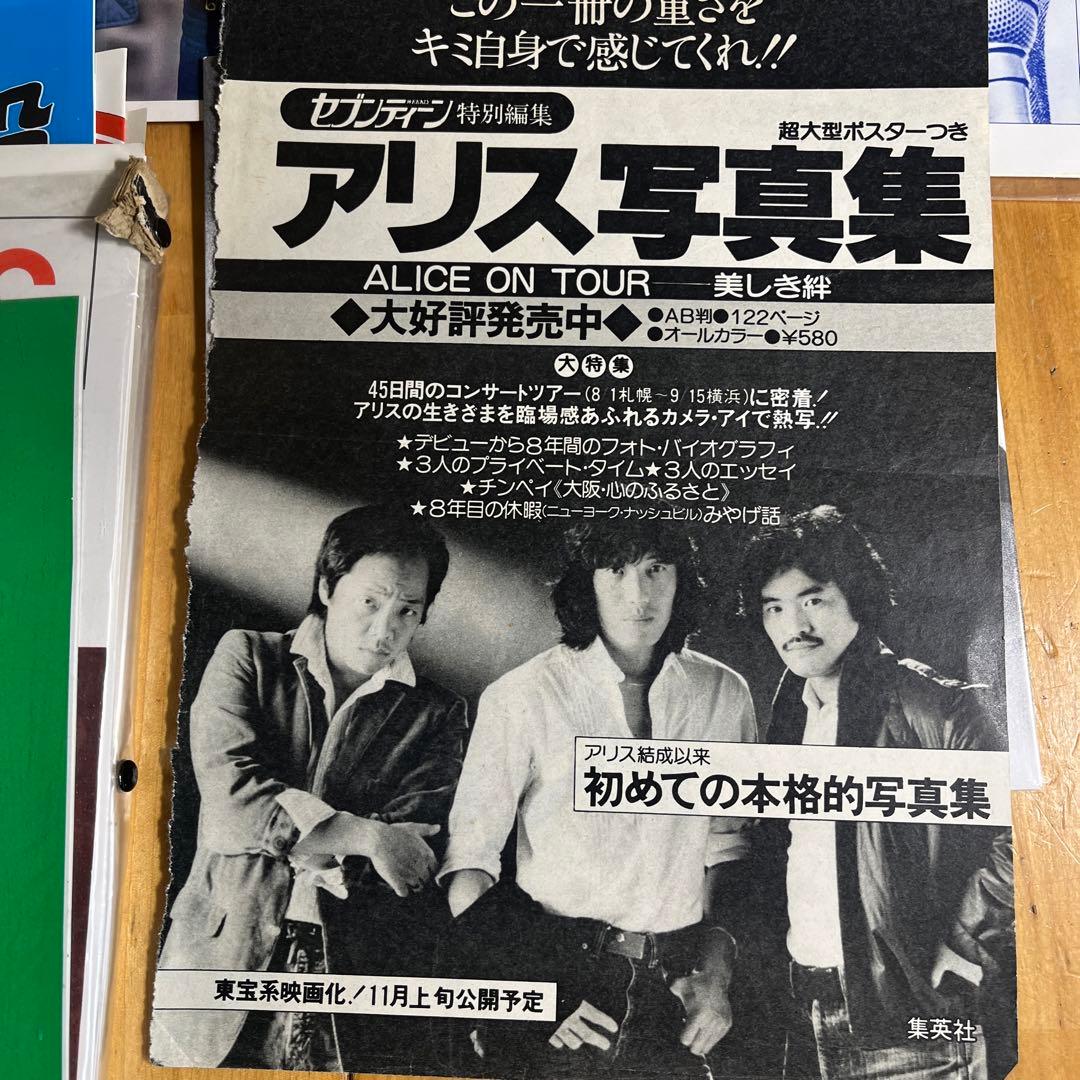 この一冊の重さを
キミ自身で感じてくれ!!
セブンティーン 特別編集
超大型ポスターつき
アリス写真集
ALICE ON TOUR――美しき絆
◆大好評発売中◆
●AB判●122ページ
●オールカラー●¥580
大特集
45日間のコンサートツアー(8/1札幌～9/15横浜)に密着!
アリスの生きざまを臨場感あふれるカメラ・アイで熱写!!
★デビューから8年間のフォト・バイオグラフィ
★3人のプライベート・タイム★3人のエッセイ
★チンペイ《大阪・心のふるさと》
★8年目の休暇(ニューヨーク・ナッシュビル)みやげ話
アリス結成以来
初めての本格的写真集
東宝系映画化!11月上旬公開予定
集英社